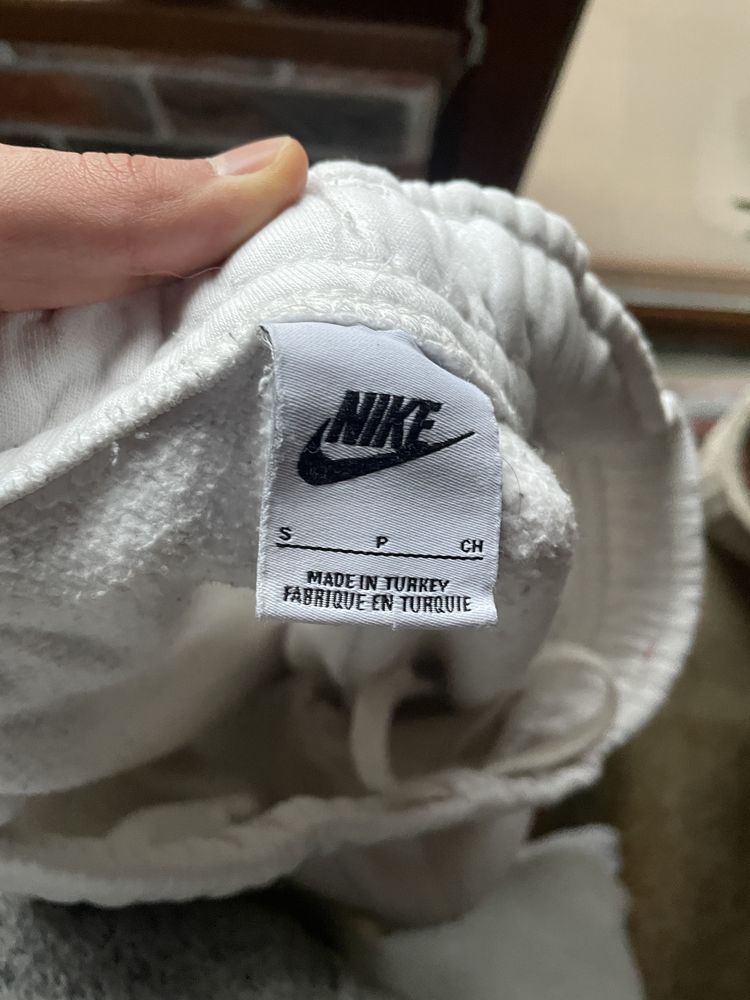 NIKE
S P CH
MADE IN TURKEY
FABRIQUE EN TURQUIE